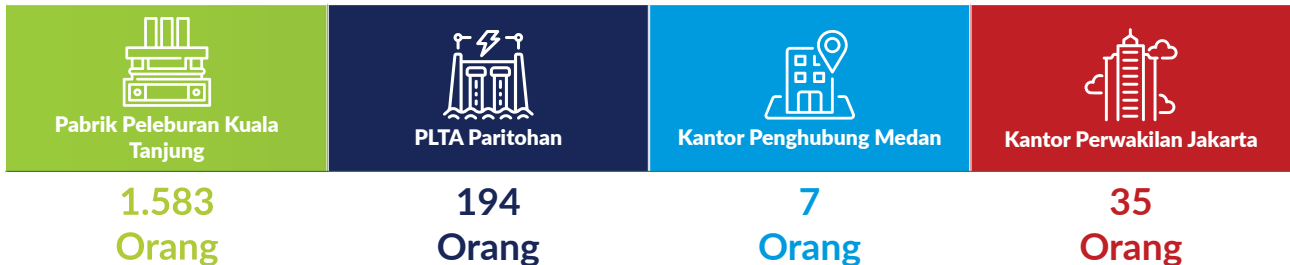 Pabrik Peleburan Kuala
Tanjung
PLTA Paritohan
Kantor Penghubung Medan
Kantor Perwakilan Jakarta
1.583
Orang
194
Orang
7
Orang
35
Orang